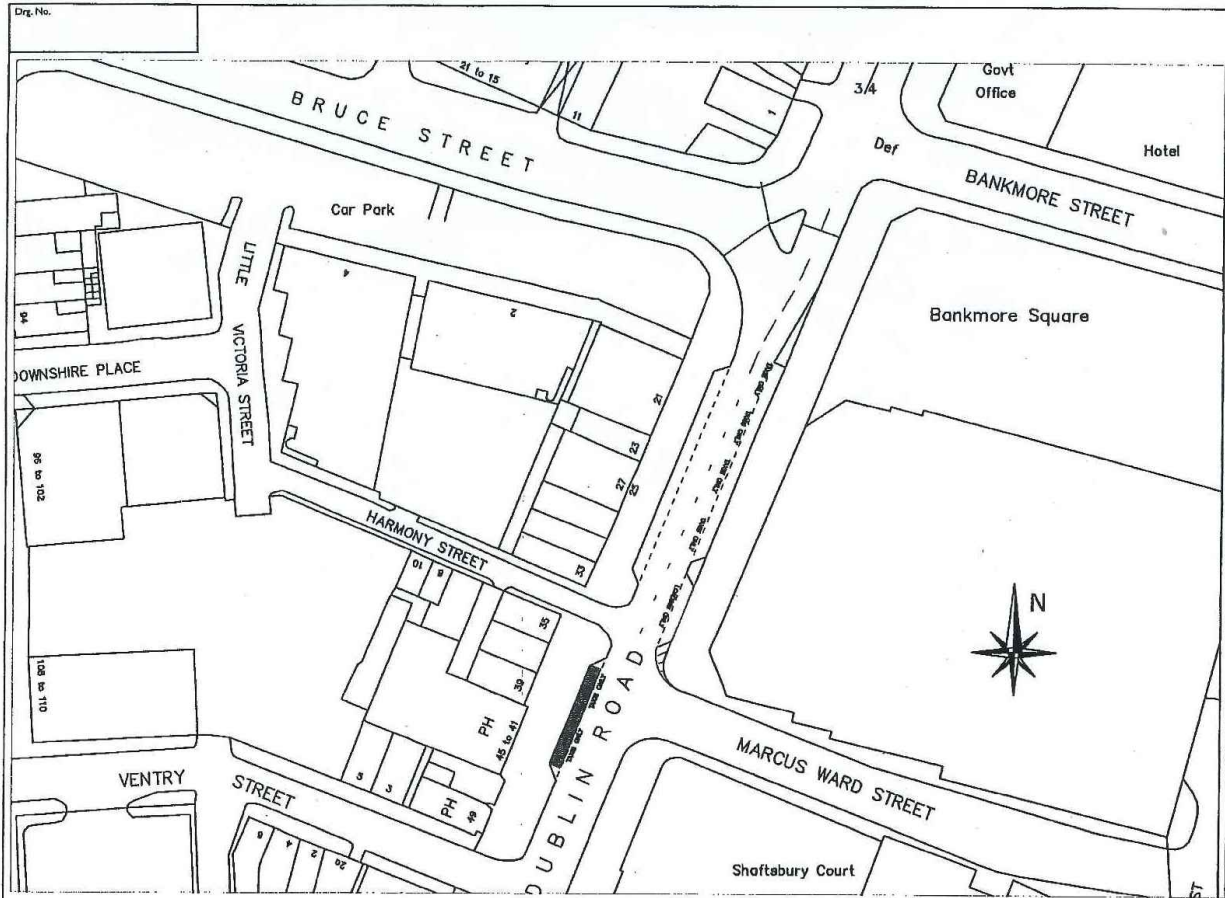 Drg. No.
21 to 15
11
1
3/4
Govt
Office
Hotel
BRUCE STREET
Def
BANKMORE STREET
Car Park
LITTLE VICTORIA STREET
4
2
Bankmore Square
94
DOWNSHIRE PLACE
21
23
27
25
33
96 to 102
HARMONY STREET
10
8
35
39
N
108 to 110
PH
45 to 41
DUBLIN ROAD
MARCUS WARD STREET
VENTRY STREET
5
3
PH
49
6
4
2
Shaftsbury Court
ST